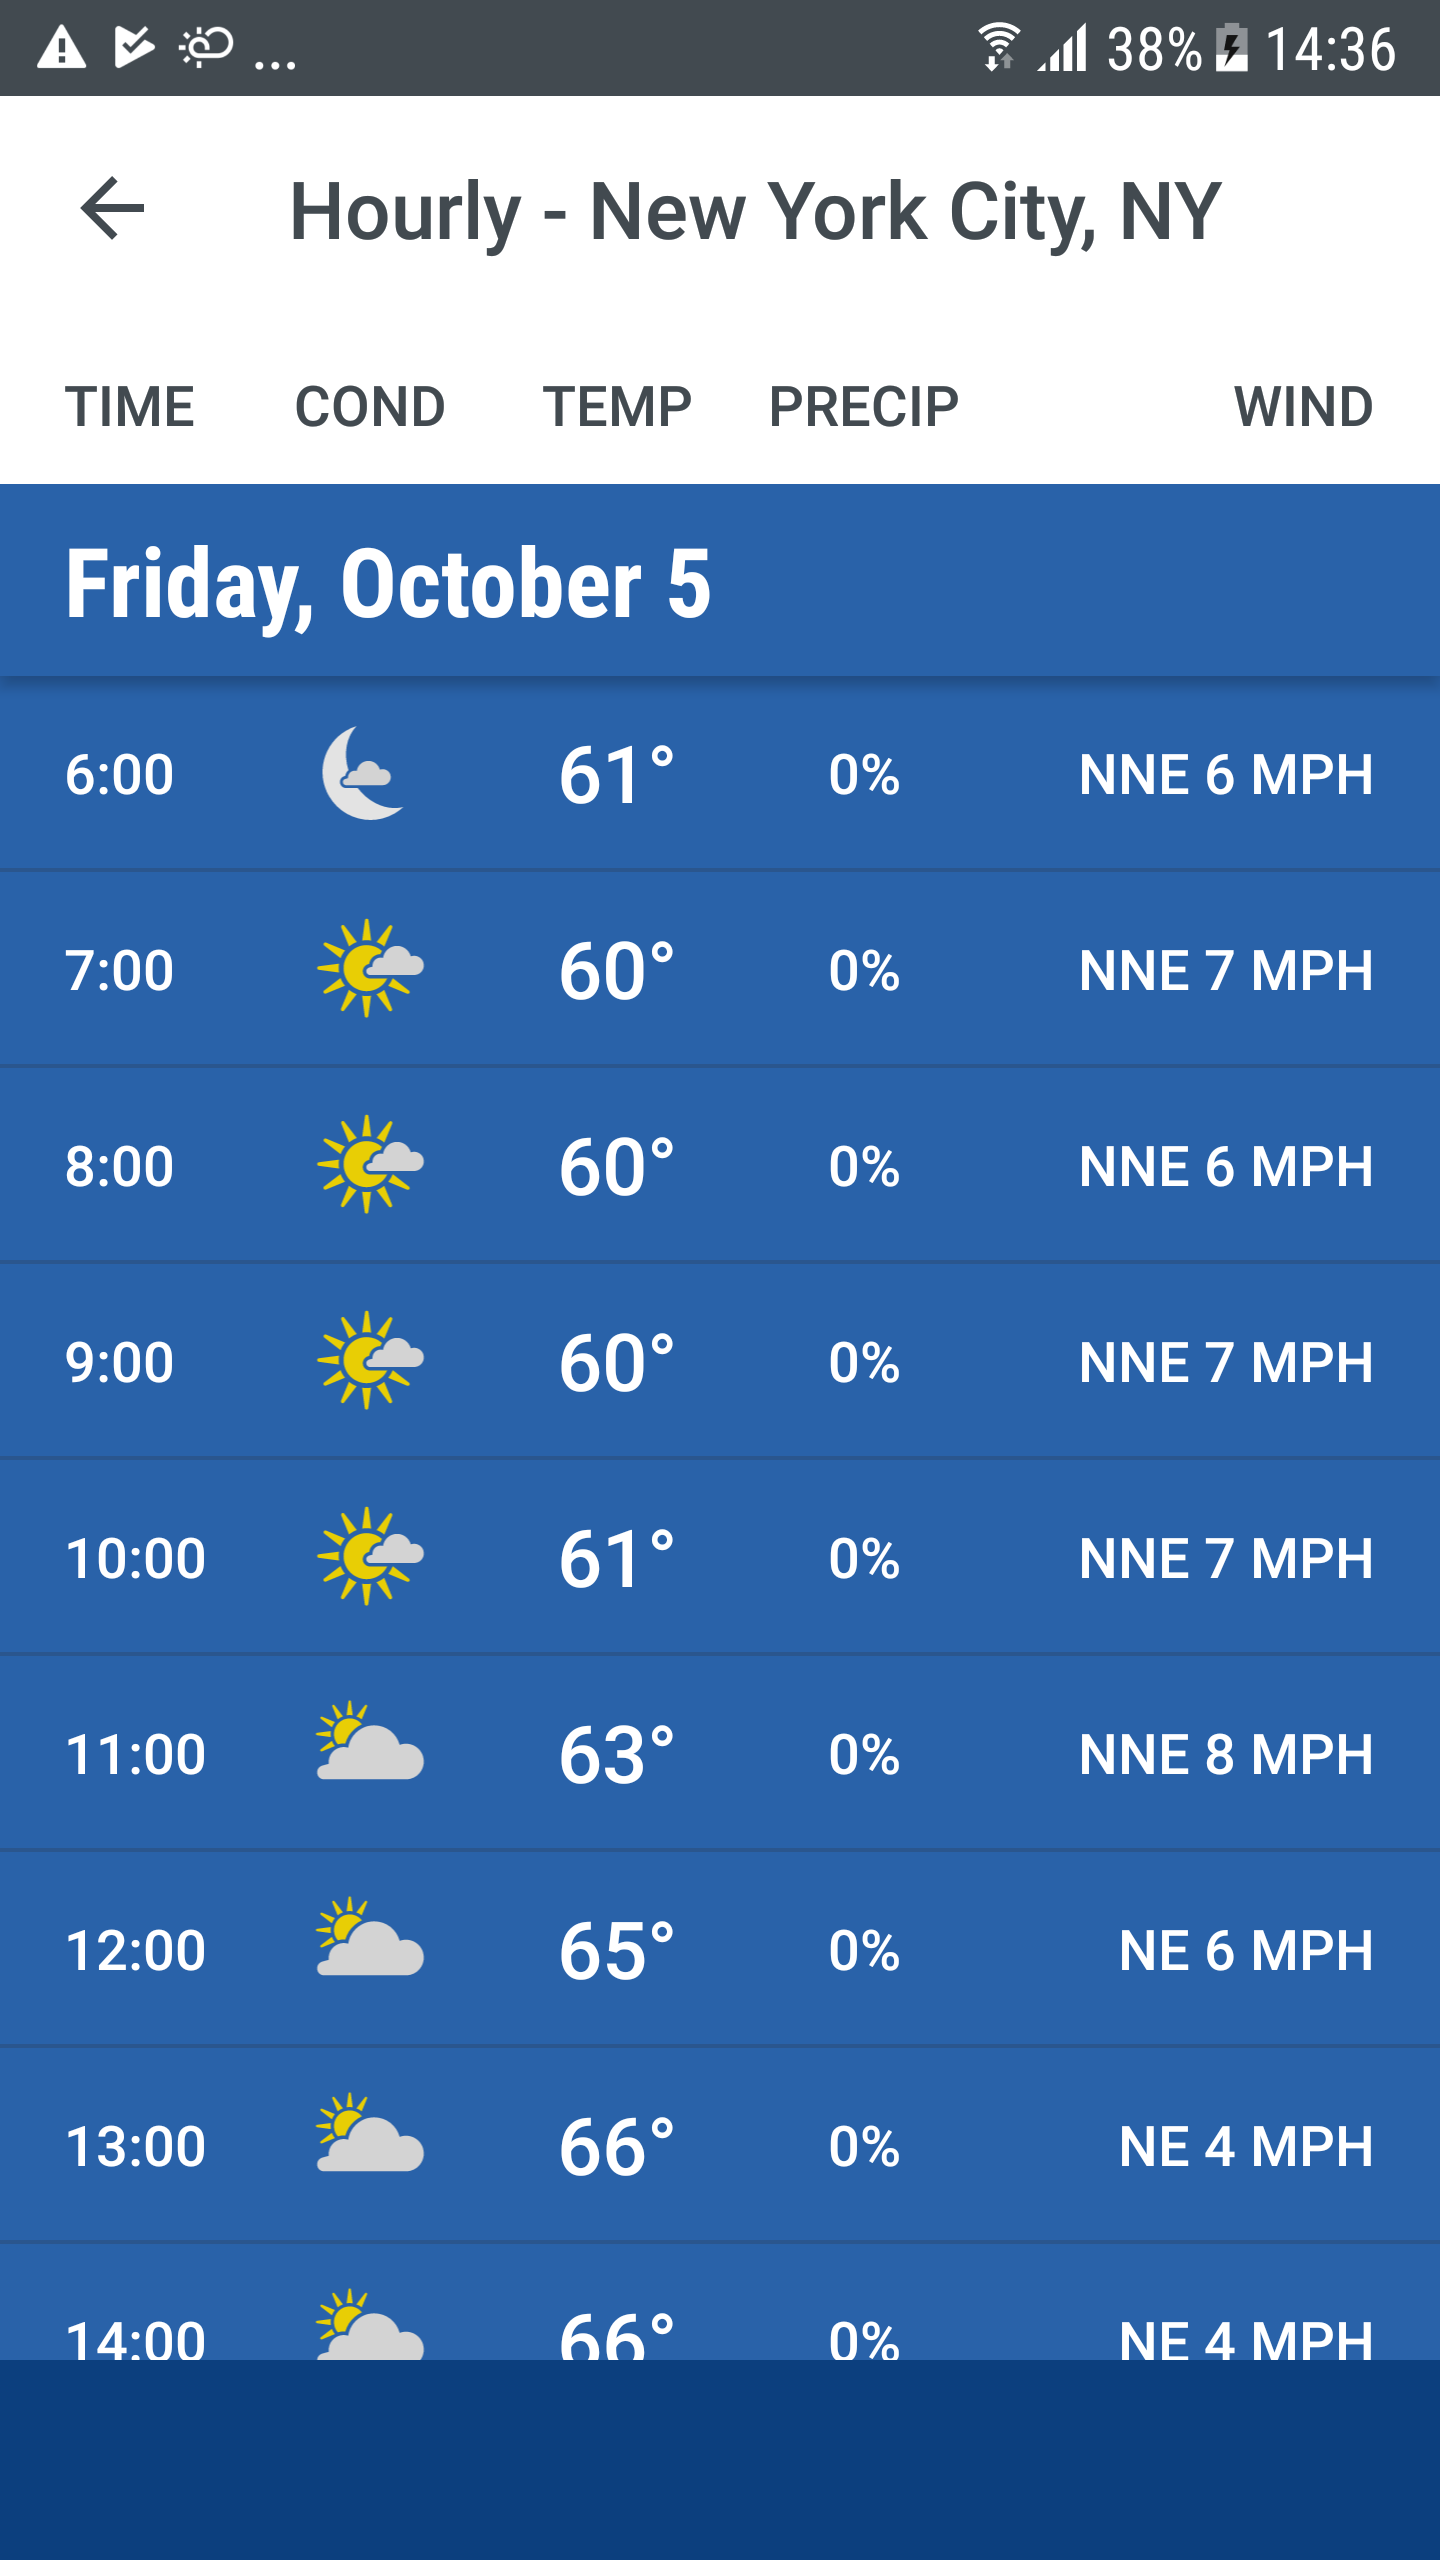 ... 38% 14:36
Hourly - New York City, NY
TIME COND TEMP PRECIP WIND
Friday, October 5
6:00 61° 0% NNE 6 MPH
7:00 60° 0% NNE 7 MPH
8:00 60° 0% NNE 6 MPH
9:00 60° 0% NNE 7 MPH
10:00 61° 0% NNE 7 MPH
11:00 63° 0% NNE 8 MPH
12:00 65° 0% NE 6 MPH
13:00 66° 0% NE 4 MPH
14:00 66° 0% NE 4 MPH